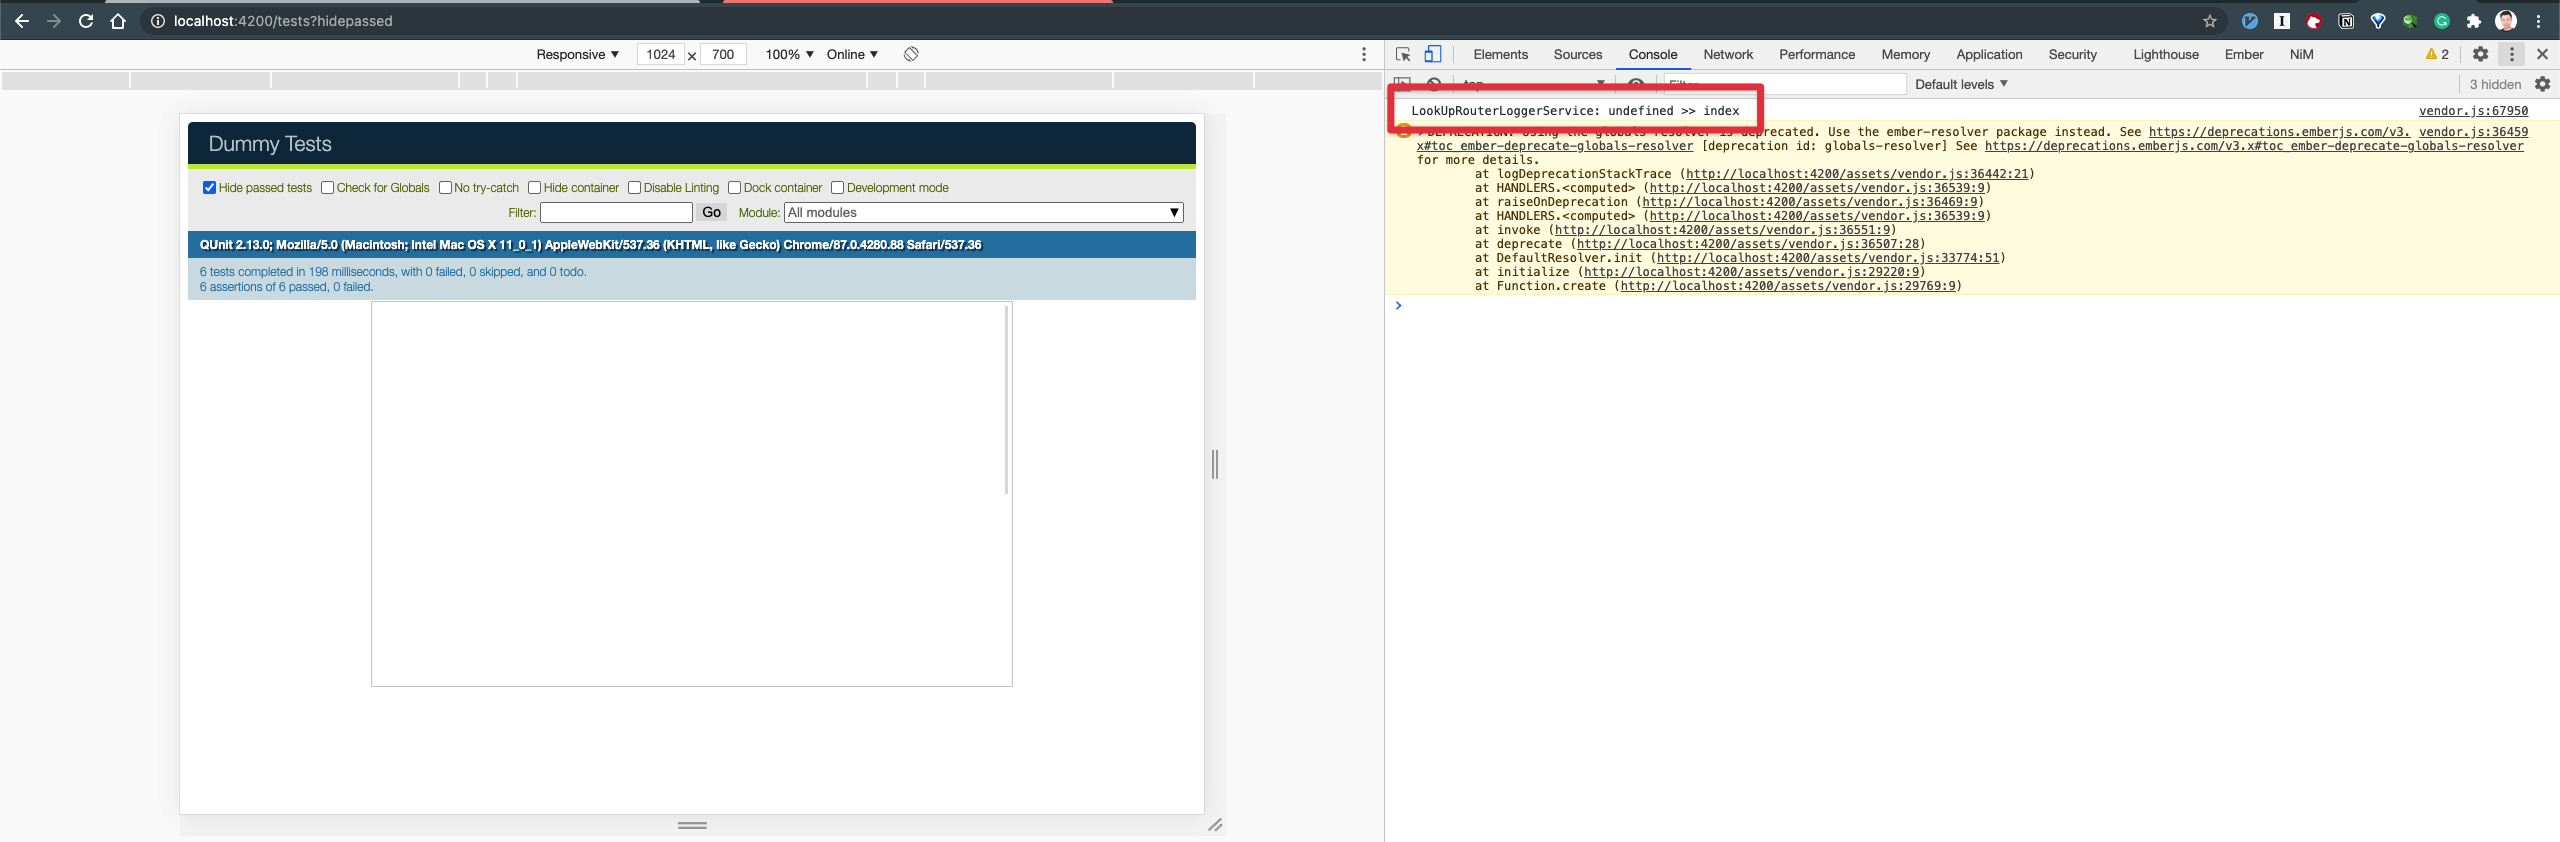 localhost:4200/tests?hidepassed
Responsive ▼ 1024 × 700 100% ▼ Online ▼
Elements Sources Console Network Performance Memory Application Security Lighthouse Ember NiM 2
Default levels ▼ 3 hidden
Dummy Tests
Hide passed tests Check for Globals No try-catch Hide container Disable Linting Dock container Development mode
Filter: Go Module: All modules ▼
QUnit 2.13.0; Mozilla/5.0 (Macintosh; Intel Mac OS X 11_0_1) AppleWebKit/537.36 (KHTML, like Gecko) Chrome/87.0.4280.88 Safari/537.36
6 tests completed in 198 milliseconds, with 0 failed, 0 skipped, and 0 todo.
6 assertions of 6 passed, 0 failed.
LookUpRouterLoggerService: undefined >> index vendor.js:67950
DEPRECATION: Using the globals resolver is deprecated. Use the ember-resolver package instead. See https://deprecations.emberjs.com/v3. vendor.js:36459
x#toc_ember-deprecate-globals-resolver [deprecation id: globals-resolver] See https://deprecations.emberjs.com/v3.x#toc_ember-deprecate-globals-resolver
for more details.
at logDeprecationStackTrace (http://localhost:4200/assets/vendor.js:36442:21)
at HANDLERS.<computed> (http://localhost:4200/assets/vendor.js:36539:9)
at raiseOnDeprecation (http://localhost:4200/assets/vendor.js:36469:9)
at HANDLERS.<computed> (http://localhost:4200/assets/vendor.js:36539:9)
at invoke (http://localhost:4200/assets/vendor.js:36551:9)
at deprecate (http://localhost:4200/assets/vendor.js:36507:28)
at DefaultResolver.init (http://localhost:4200/assets/vendor.js:33774:51)
at initialize (http://localhost:4200/assets/vendor.js:29220:9)
at Function.create (http://localhost:4200/assets/vendor.js:29769:9)